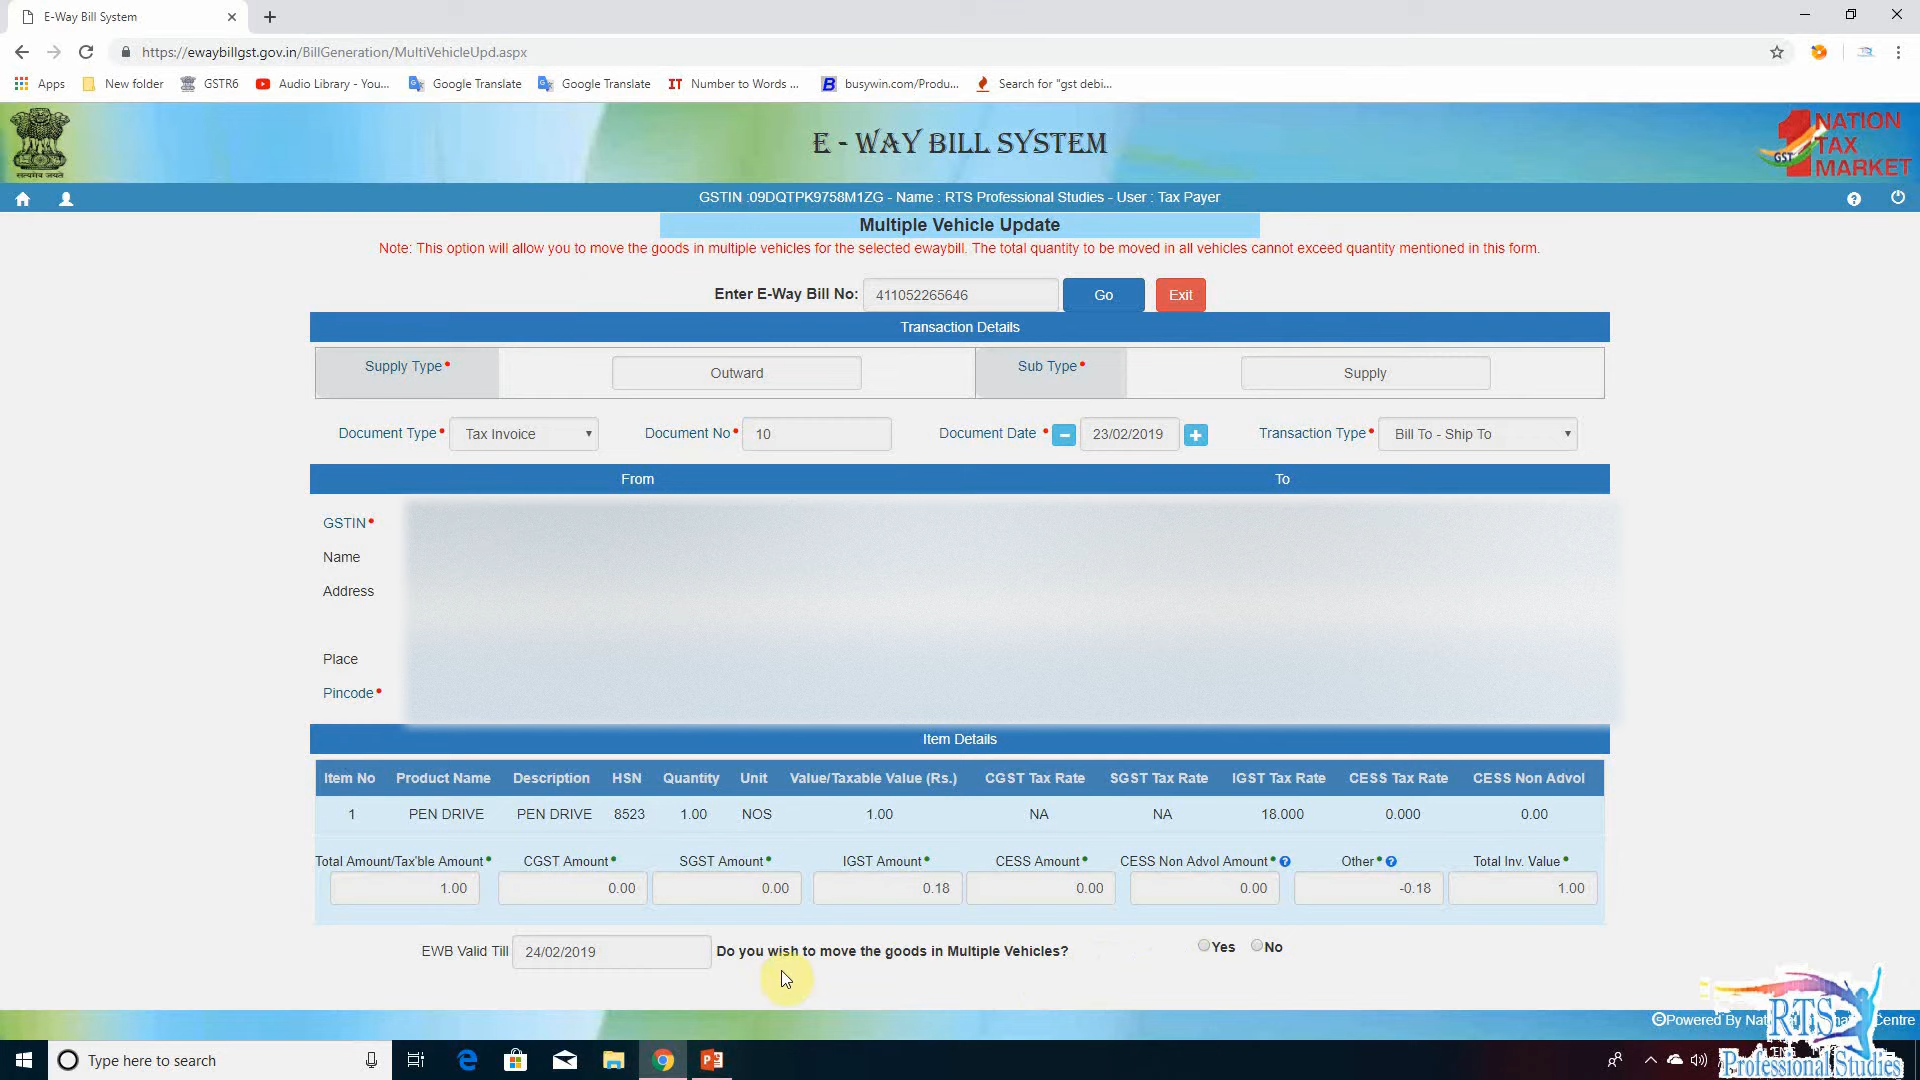 E-Way Bill System
https://ewaybillgst.gov.in/BillGeneration/MultiVehicleUpd.aspx
Apps New folder GSTR6 Audio Library - You... Google Translate Google Translate IT Number to Words ... B busywin.com/Produ... Search for "gst debi...
सत्यमेव जयते
E - WAY BILL SYSTEM
1 NATION
TAX
MARKET
GST
GSTIN :09DQTPK9758M1ZG - Name : RTS Professional Studies - User : Tax Payer
Multiple Vehicle Update
Note: This option will allow you to move the goods in multiple vehicles for the selected ewaybill. The total quantity to be moved in all vehicles cannot exceed quantity mentioned in this form.
Enter E-Way Bill No: 411052265646 Go Exit
Transaction Details
Supply Type Outward Sub Type Supply
Document Type Tax Invoice Document No 10 Document Date 23/02/2019 Transaction Type Bill To - Ship To
From To
GSTIN
Name
Address
Place
Pincode
Item Details
Item No Product Name Description HSN Quantity Unit Value/Taxable Value (Rs.) CGST Tax Rate SGST Tax Rate IGST Tax Rate CESS Tax Rate CESS Non Advol
1 PEN DRIVE PEN DRIVE 8523 1.00 NOS 1.00 NA NA 18.000 0.000 0.00
Total Amount/Tax'ble Amount CGST Amount SGST Amount IGST Amount CESS Amount CESS Non Advol Amount Other Total Inv. Value
1.00 0.00 0.00 0.18 0.00 0.00 -0.18 1.00
EWB Valid Till 24/02/2019 Do you wish to move the goods in Multiple Vehicles? Yes No
Powered By Centre
RTS
Professional Studies
Type here to search